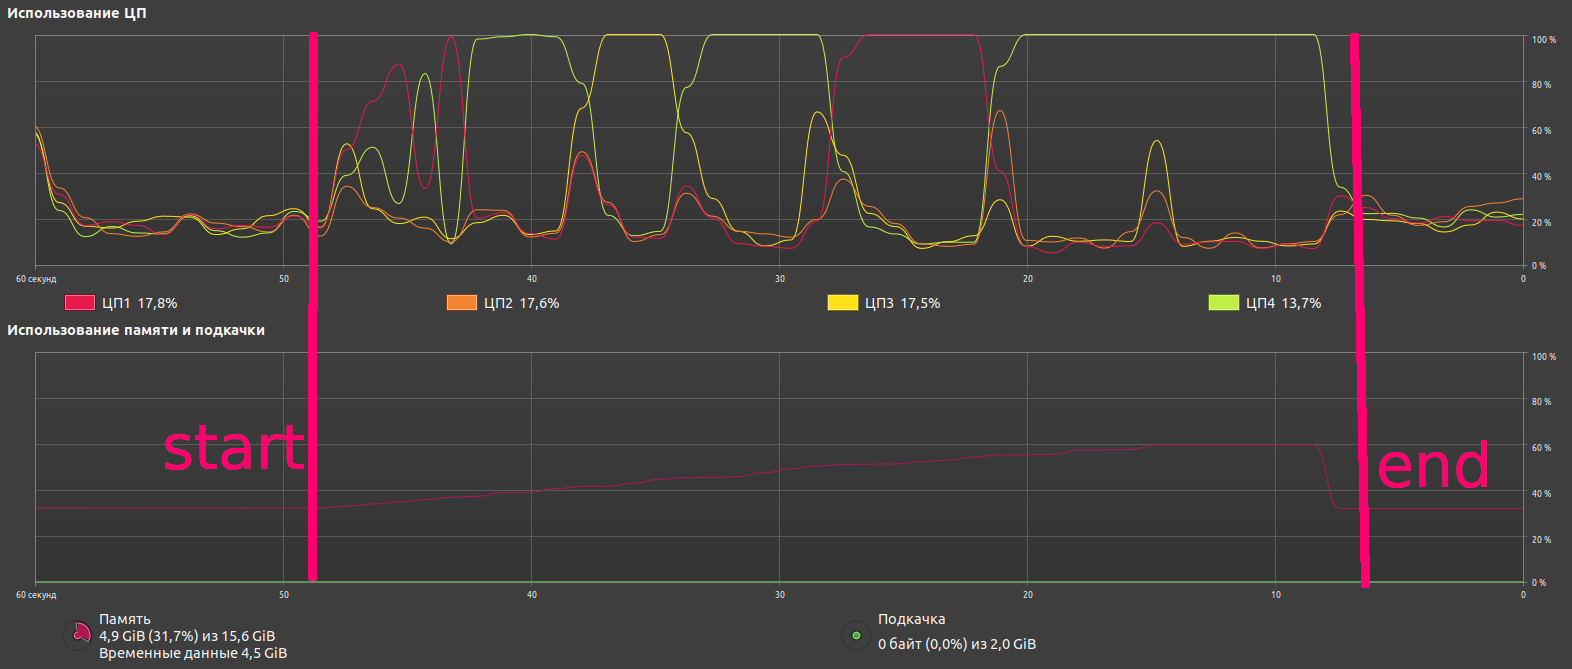 Использование ЦП
100 %
80 %
60 %
40 %
20 %
0 %
60 секунд 50 40 30 20 10 0
ЦП1 17,8% ЦП2 17,6% ЦП3 17,5% ЦП4 13,7%
Использование памяти и подкачки
100 %
80 %
60 %
start
end
40 %
20 %
0 %
60 секунд 50 40 30 20 10 0
Память
4,9 GiB (31,7%) из 15,6 GiB
Временные данные 4,5 GiB
Подкачка
0 байт (0,0%) из 2,0 GiB